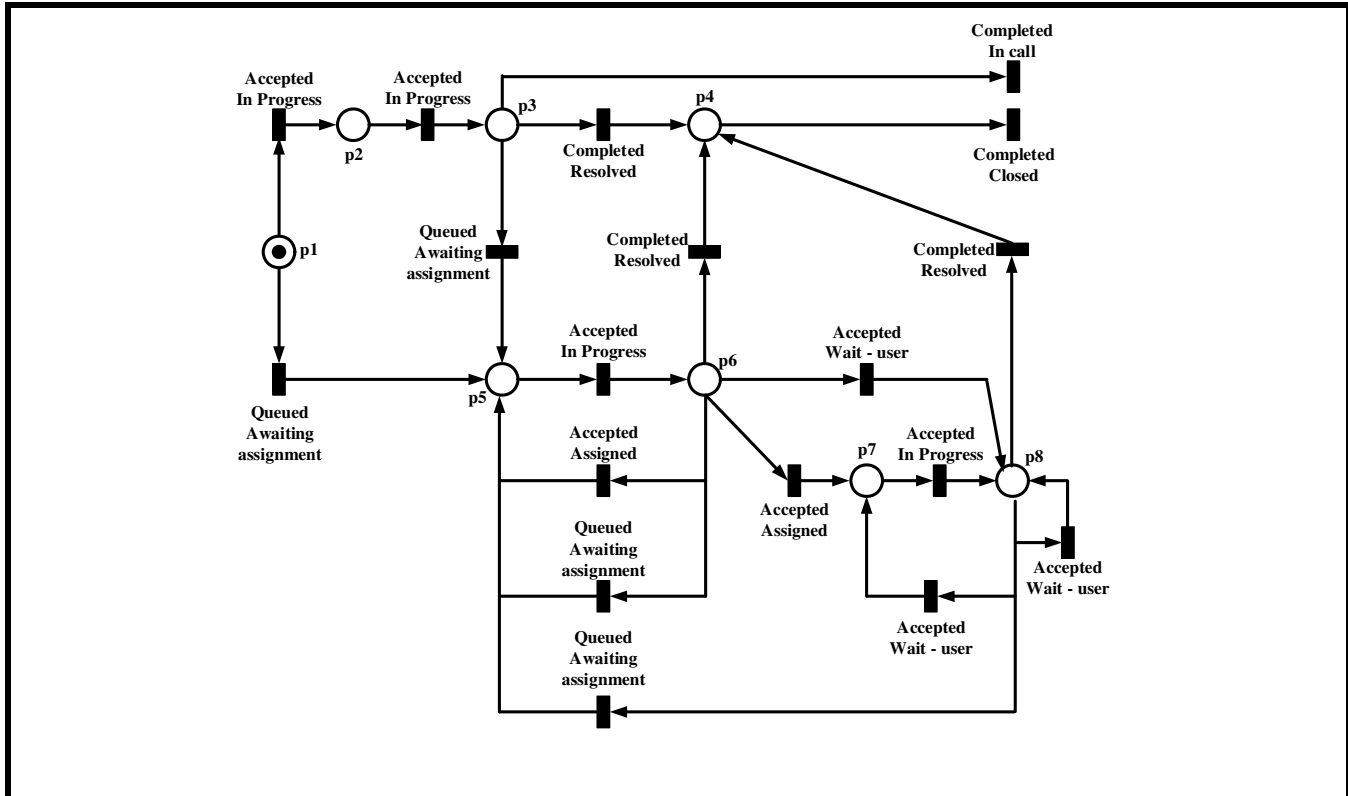 Completed
In call
Accepted
In Progress
Accepted
In Progress
p3
p4
p2
Completed
Resolved
Completed
Closed
p1
Queued
Awaiting
assignment
Completed
Resolved
Completed
Resolved
Accepted
In Progress
Accepted
Wait - user
p6
p5
Queued
Awaiting
assignment
Accepted
Assigned
p7
Accepted
In Progress
p8
Accepted
Assigned
Queued
Awaiting
assignment
Accepted
Wait - user
Accepted
Wait - user
Queued
Awaiting
assignment